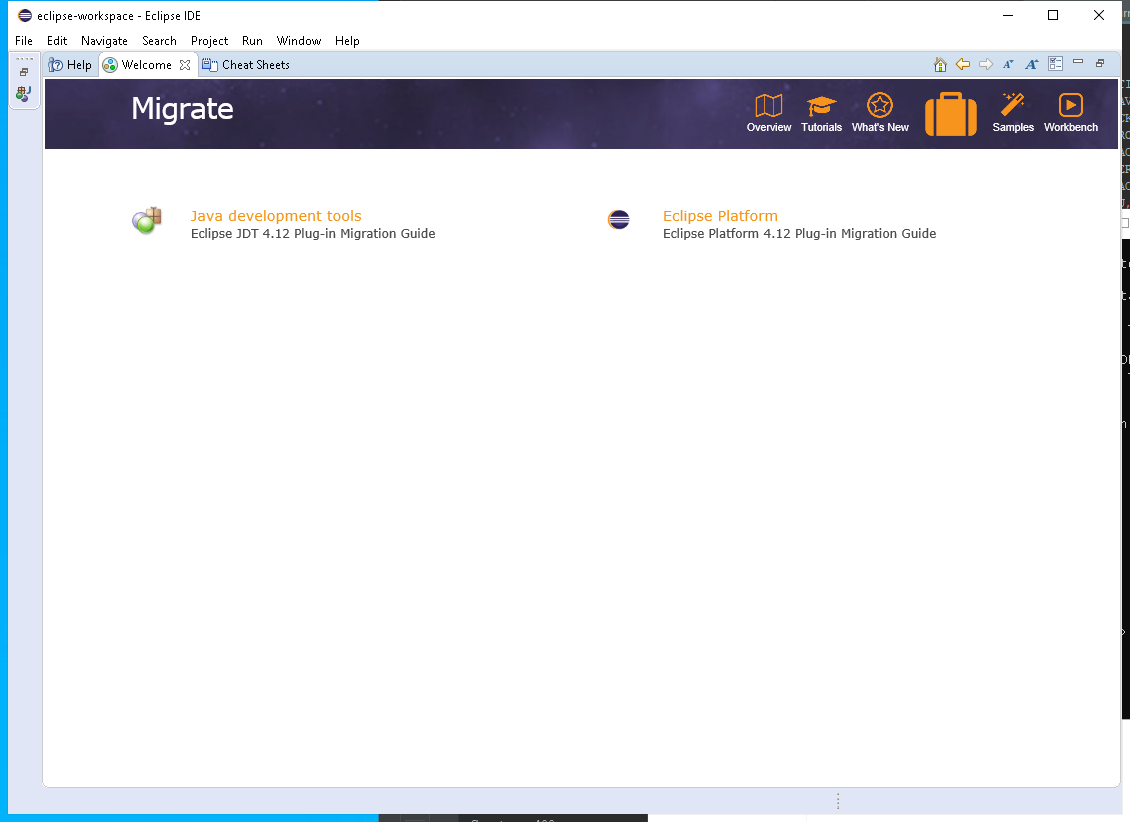 eclipse-workspace - Eclipse IDE
File Edit Navigate Search Project Run Window Help
Help Welcome Cheat Sheets
Migrate
Overview Tutorials What's New Samples Workbench
Java development tools
Eclipse JDT 4.12 Plug-in Migration Guide
Eclipse Platform
Eclipse Platform 4.12 Plug-in Migration Guide